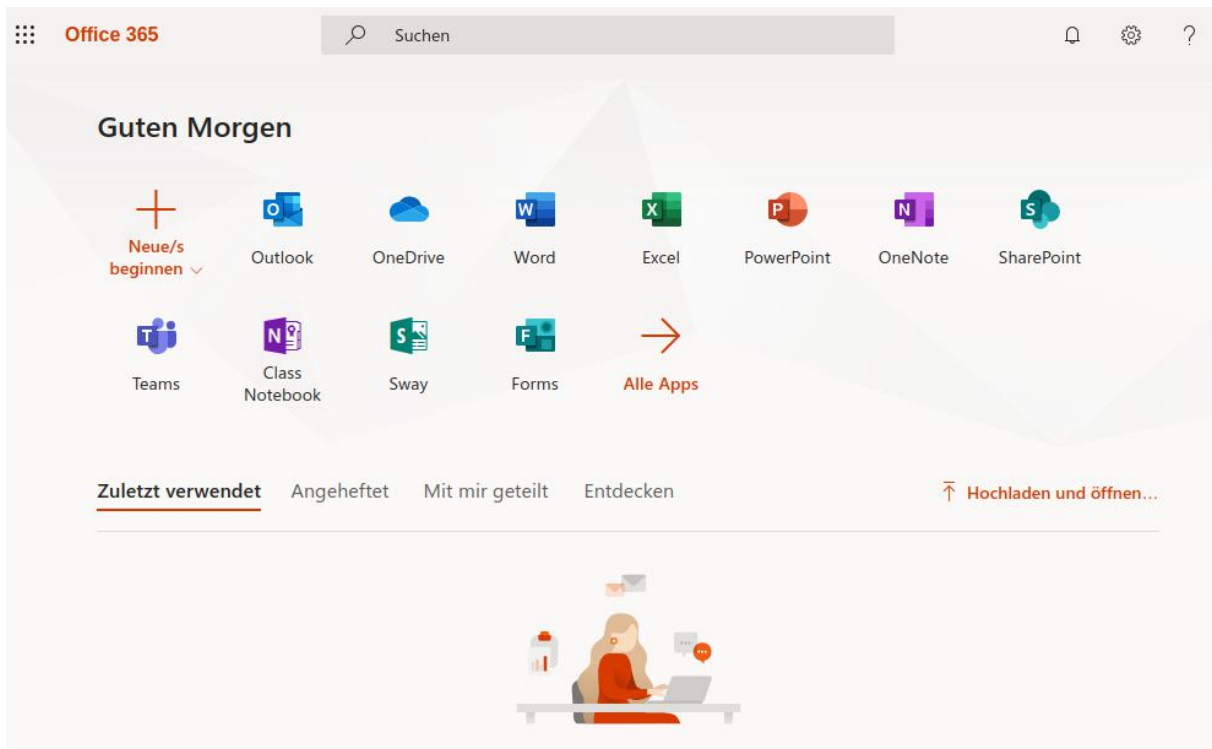 Office 365
Suchen
Guten Morgen
Neue/s
beginnen
Outlook
OneDrive
Word
Excel
PowerPoint
OneNote
SharePoint
Teams
Class
Notebook
Sway
Forms
Alle Apps
Zuletzt verwendet
Angeheftet
Mit mir geteilt
Entdecken
Hochladen und öffnen...